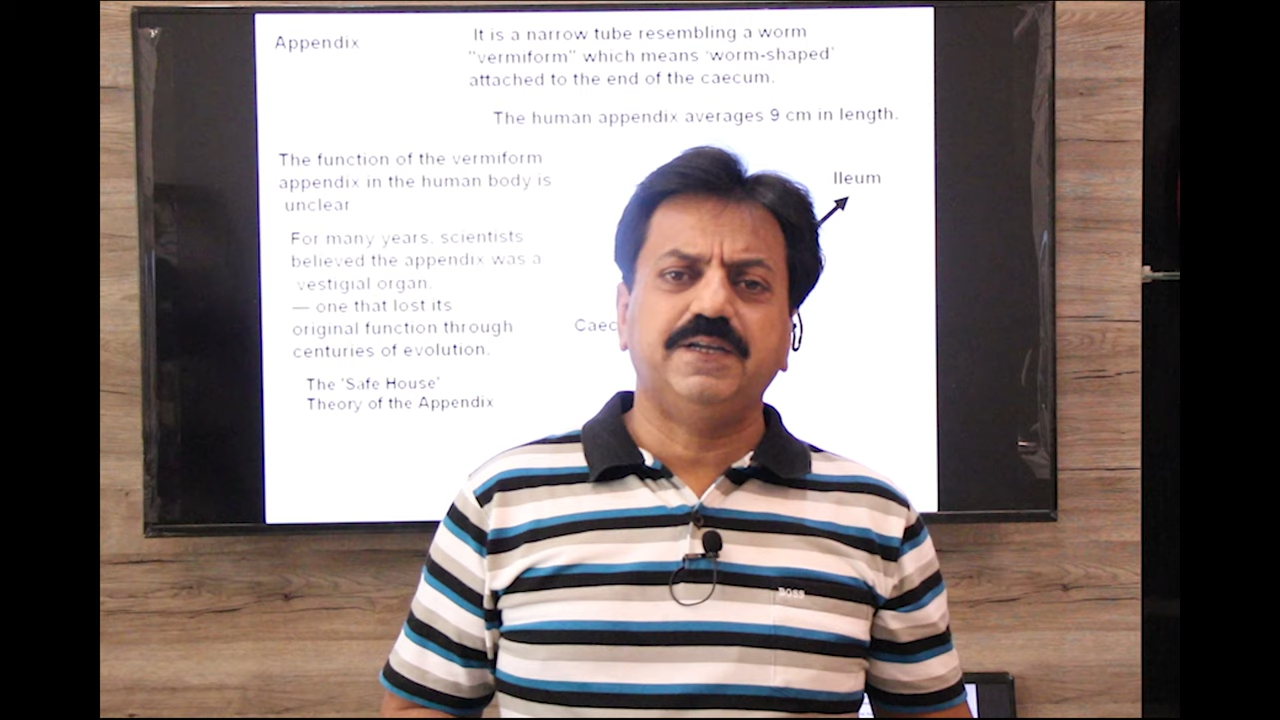 Appendix
It is a narrow tube resembling a worm
"vermiform" which means 'worm-shaped'
attached to the end of the caecum.
The human appendix averages 9 cm in length.
The function of the vermiform
appendix in the human body is
unclear
Ileum
For many years, scientists
believed the appendix was a
vestigial organ.
— one that lost its
original function through
centuries of evolution.
Caec
The 'Safe House'
Theory of the Appendix
BOSS